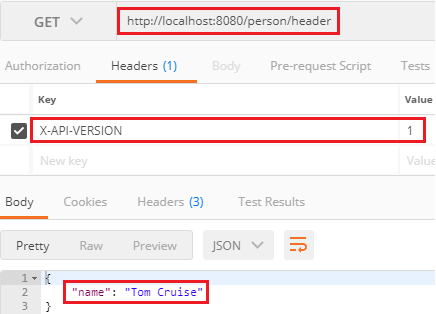 GET http://localhost:8080/person/header
Authorization Headers (1) Body Pre-request Script Tests
Key Value
X-API-VERSION 1
New key Value
Body Cookies Headers (3) Test Results
Pretty Raw Preview JSON
1 {
2 "name": "Tom Cruise"
3 }